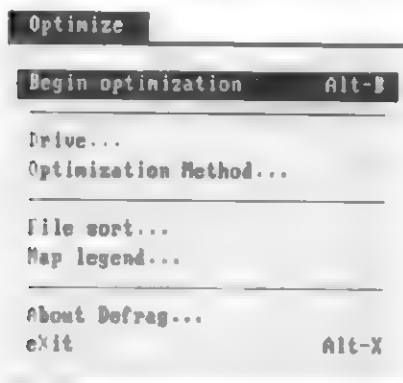 Optimize
Begin optimization Alt-B
Drive...
Optimization Method...
File sort...
Map legend...
About Defrag...
eXit Alt-X